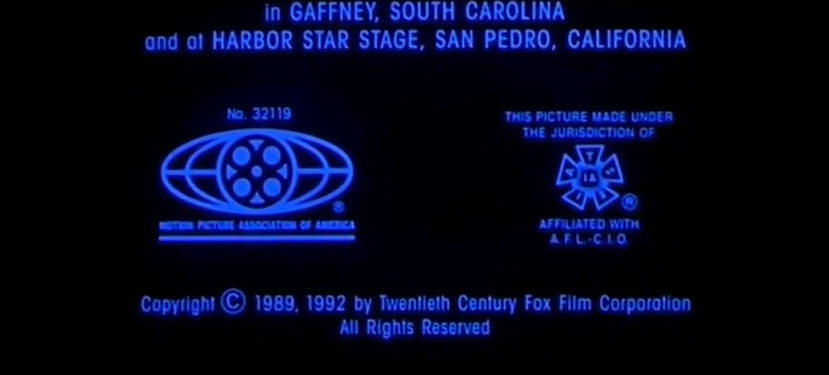 in GAFFNEY, SOUTH CAROLINA
and at HARBOR STAR STAGE, SAN PEDRO, CALIFORNIA
No. 32119
THIS PICTURE MADE UNDER
THE JURISDICTION OF
I A T S E
IA
®
®
MOTION PICTURE ASSOCIATION OF AMERICA
AFFILIATED WITH
A.F.L.-C.I.O.
Copyright © 1989, 1992 by Twentieth Century Fox Film Corporation
All Rights Reserved